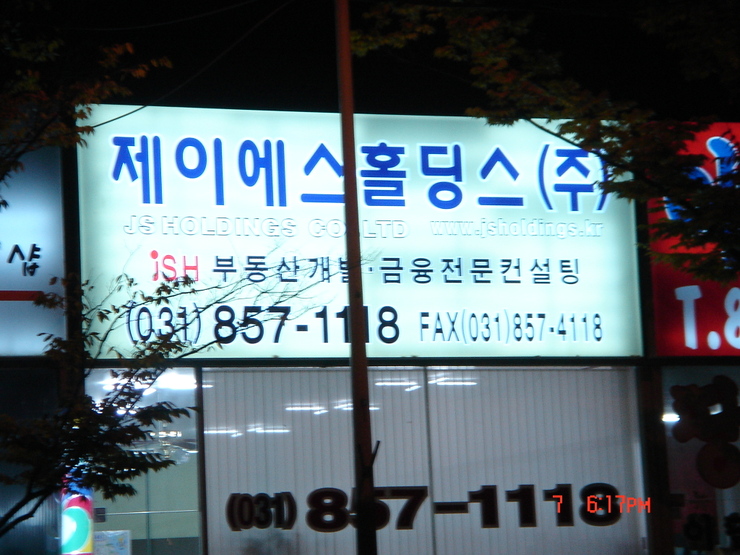 제이에스홀딩스(주)
JS HOLDINGS CO. LTD www.jsholdings.kr
JSH 부동산개발·금융전문컨설팅
(031) 857-1118 FAX(031)857-4118
샵
T.8
(031) 857-1118
7 6:17PM